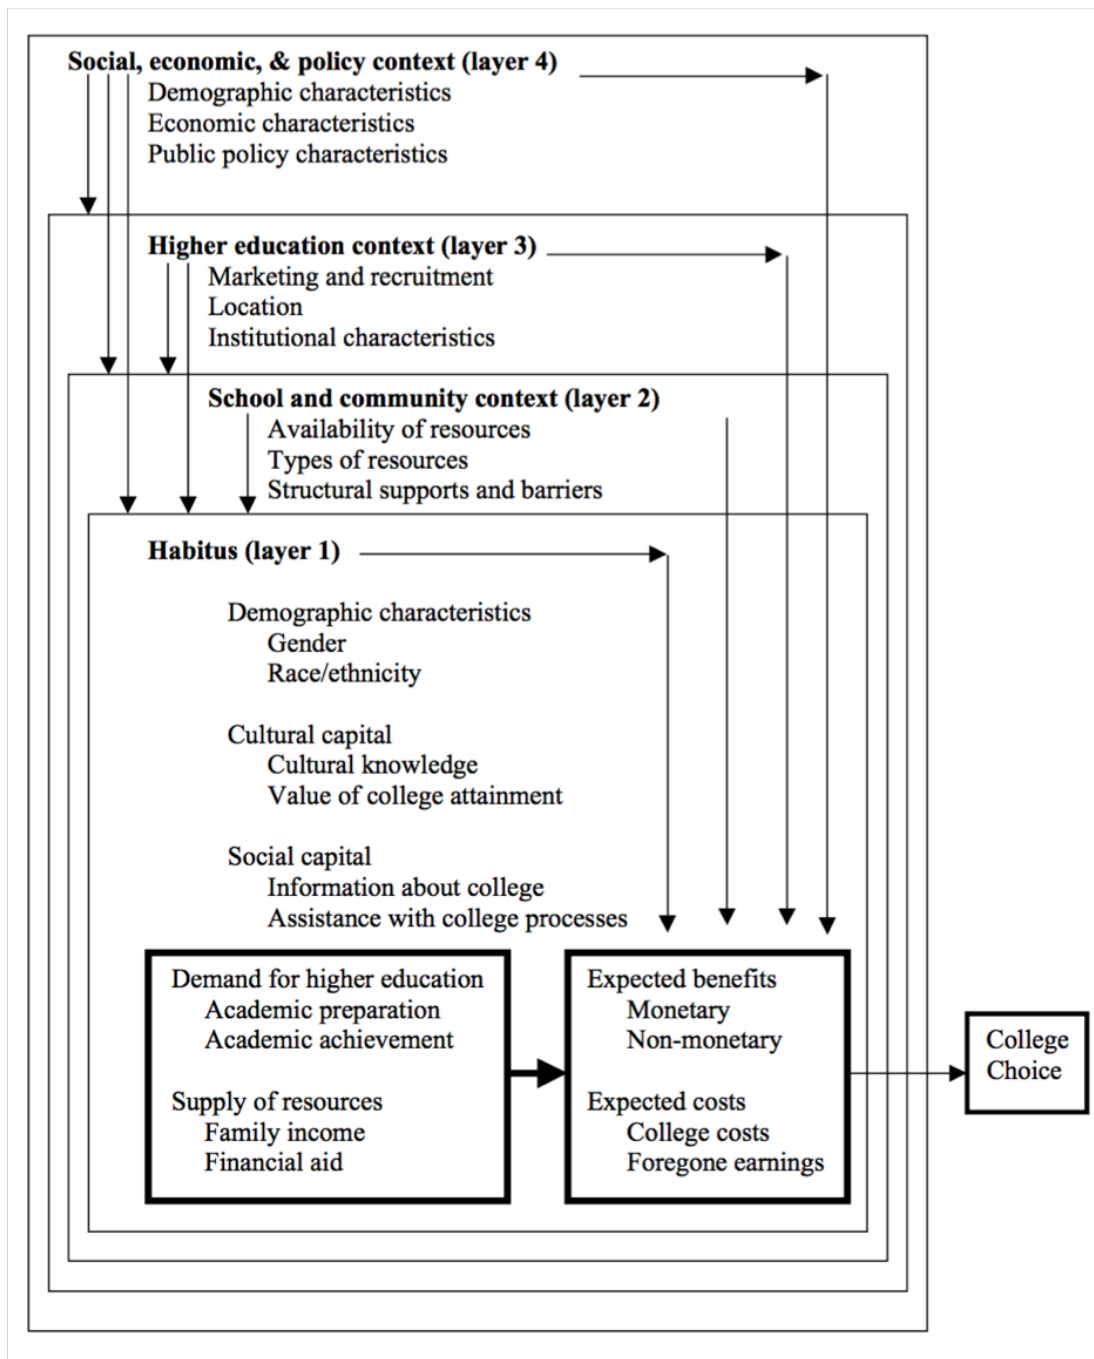 Social, economic, & policy context (layer 4)
Demographic characteristics
Economic characteristics
Public policy characteristics
Higher education context (layer 3)
Marketing and recruitment
Location
Institutional characteristics
School and community context (layer 2)
Availability of resources
Types of resources
Structural supports and barriers
Habitus (layer 1)
Demographic characteristics
Gender
Race/ethnicity
Cultural capital
Cultural knowledge
Value of college attainment
Social capital
Information about college
Assistance with college processes
Demand for higher education
Academic preparation
Academic achievement
Supply of resources
Family income
Financial aid
Expected benefits
Monetary
Non-monetary
Expected costs
College costs
Foregone earnings
College
Choice